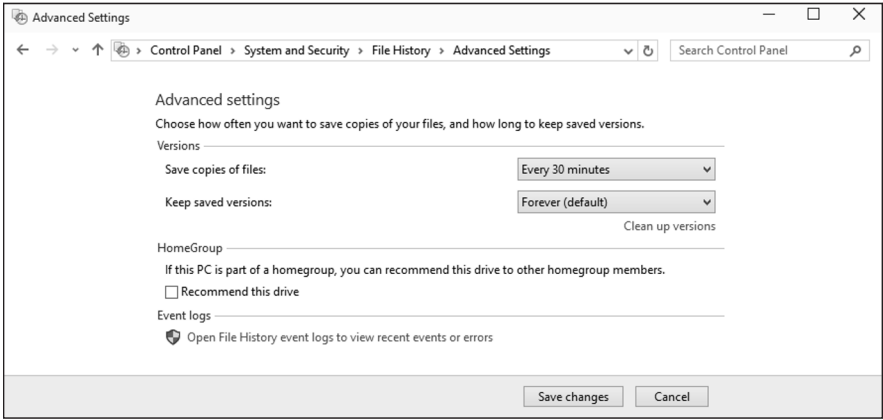 Advanced Settings
Control Panel > System and Security > File History > Advanced Settings Search Control Panel
Advanced settings
Choose how often you want to save copies of your files, and how long to keep saved versions.
Versions
Save copies of files: Every 30 minutes
Keep saved versions: Forever (default)
Clean up versions
HomeGroup
If this PC is part of a homegroup, you can recommend this drive to other homegroup members.
Recommend this drive
Event logs
Open File History event logs to view recent events or errors
Save changes Cancel